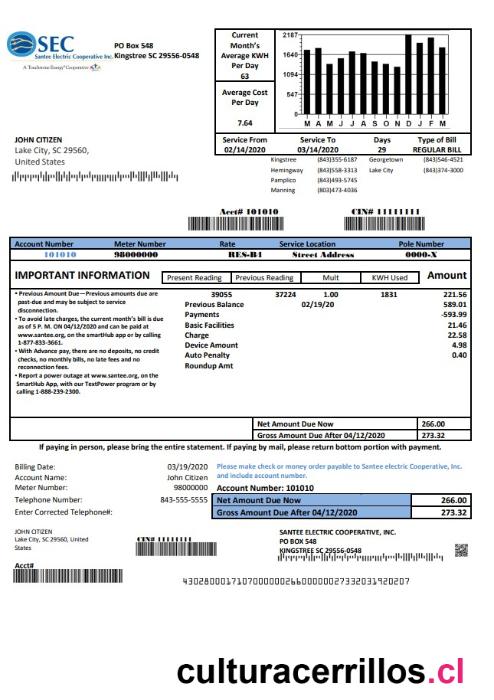 SEC
Santee Electric Cooperative Inc.
A Touchstone Energy® Cooperative
PO Box 548
Kingstree SC 29556-0548
Current
Month's
Average KWH
Per Day
63
Average Cost
Per Day
7.64
2187
1640
1094
547
0
M A M J J A S O N D J F M
Service From Service To Days Type of Bill
02/14/2020 03/14/2020 29 REGULAR BILL
JOHN CITIZEN
Lake City, SC 29560,
United States
Kingstree (843)355-6187 Georgetown (843)546-4521
Hemingway (843)558-3313 Lake City (843)374-3000
Pamplico (843)493-5745
Manning (803)473-4036
Acct# 101010 CIN# 11111111
Account Number Meter Number Rate Service Location Pole Number
101010 98000000 RES-B1 Street Address 0000-X
IMPORTANT INFORMATION Present Reading Previous Reading Mult KWH Used Amount
• Previous Amount Due—Previous amounts due are
past-due and may be subject to service
disconnection.
• To avoid late charges, the current month's bill is due
as of 5 P. M. ON 04/12/2020 and can be paid at
www.santee.org, on the smartHub app or by calling
1-877-833-3661.
• With Advance pay, there are no deposits, no credit
checks, no monthly bills, no late fees and no
reconnection fees.
• Report a power outage at www.santee.org, on the
SmartHub App, with our TextPower program or by
calling 1-888-239-2300.
39055 37224 1.00 1831 221.56
Previous Balance 02/19/20 589.01
Payments -593.99
Basic Facilities 21.46
Charge 22.58
Device Amount 4.98
Auto Penalty 0.40
Roundup Amt
Net Amount Due Now 266.00
Gross Amount Due After 04/12/2020 273.32
If paying in person, please bring the entire statement. If paying by mail, please return bottom portion with payment.
Billing Date: 03/19/2020
Account Name: John Citizen
Meter Number: 98000000
Telephone Number: 843-555-5555
Enter Corrected Telephone#:
Please make check or money order payable to Santee electric Cooperative, Inc.
and include account number.
Account Number: 101010
Net Amount Due Now 266.00
Gross Amount Due After 04/12/2020 273.32
JOHN CITIZEN
Lake City, SC 29560, United
States
CIN# 11111111
SANTEE ELECTRIC COOPERATIVE, INC.
PO BOX 548
KINGSTREE SC 29556-0548
Acct#
43028000171070000002660000002733203192​0207
culturacerrillos.cl